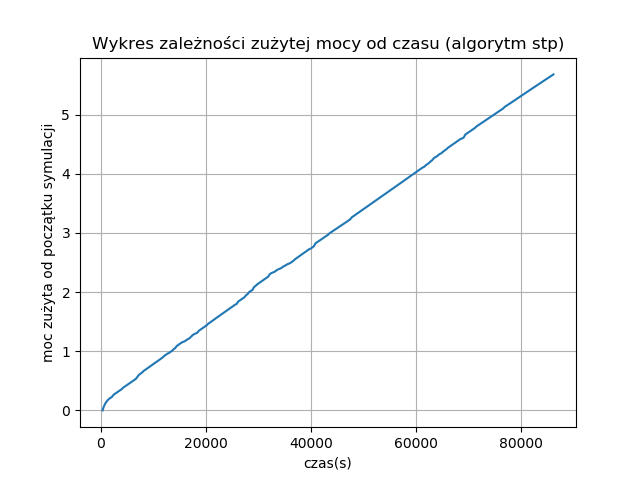 Wykres zależności zużytej mocy od czasu (algorytm stp)
moc zużyta od początku symulacji
5
4
3
2
1
0
0 20000 40000 60000 80000
czas(s)